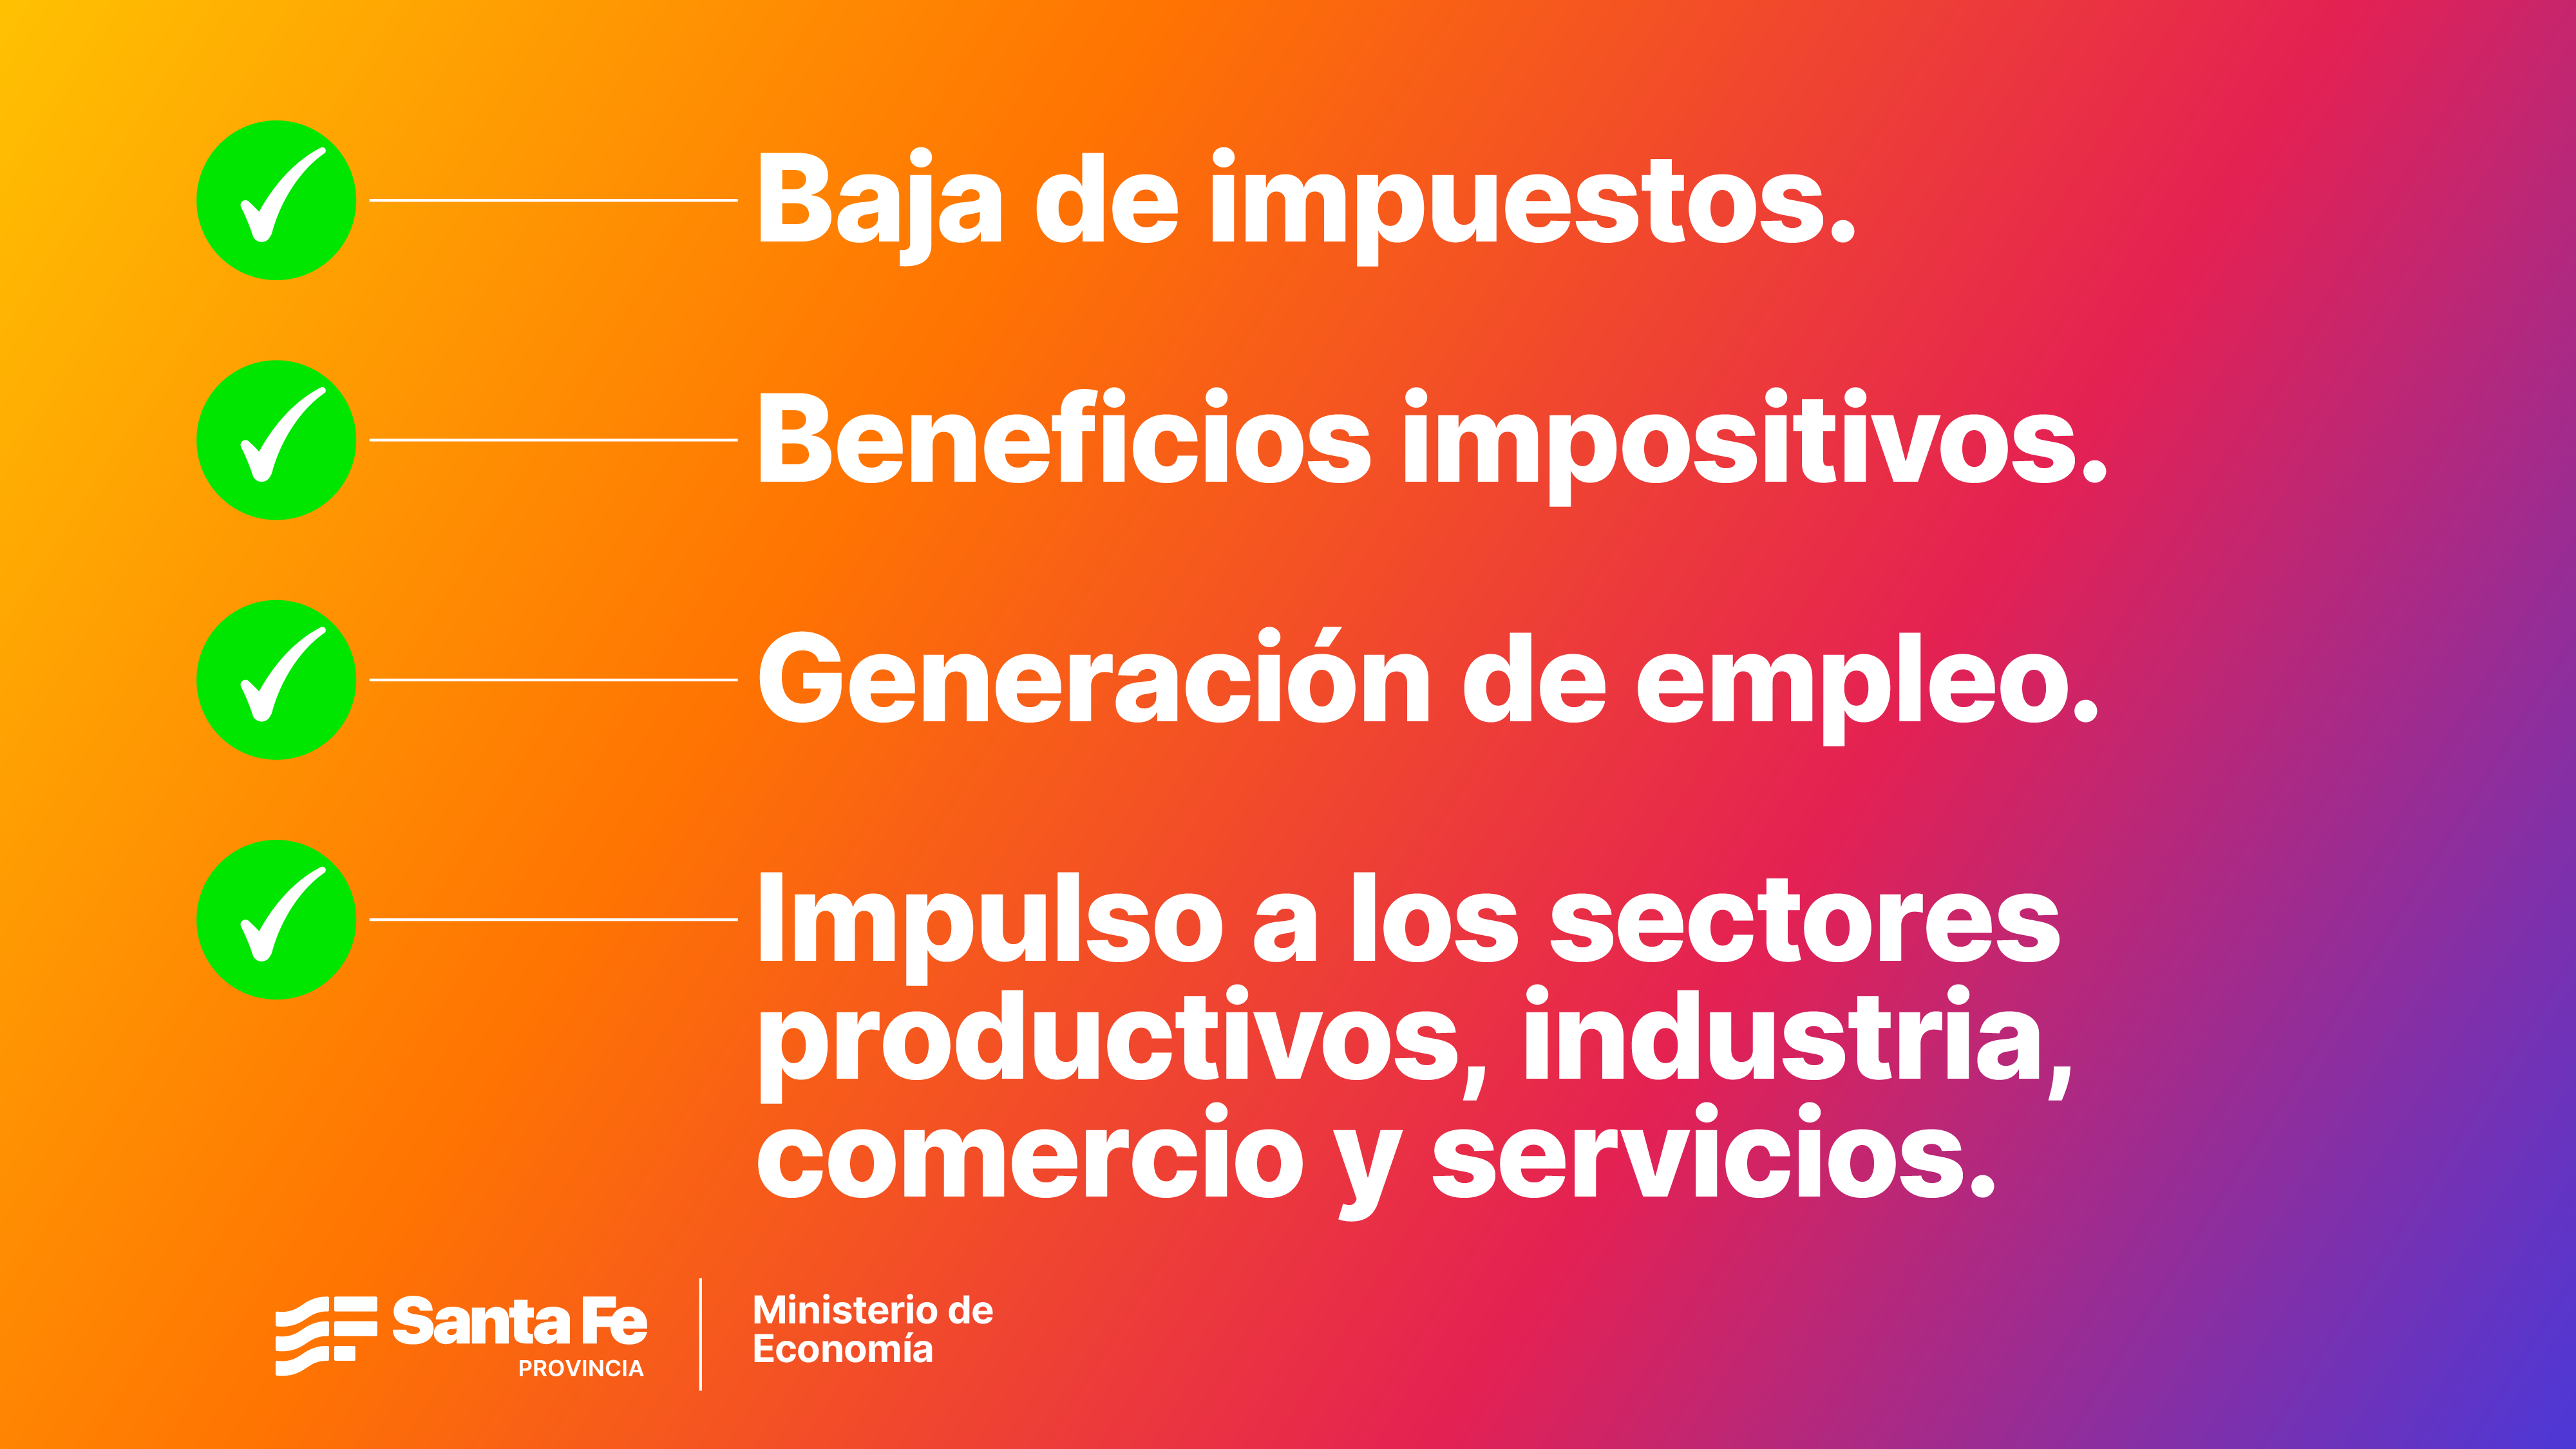 Baja de impuestos.
Beneficios impositivos.
Generación de empleo.
Impulso a los sectores
productivos, industria,
comercio y servicios.
Santa Fe
PROVINCIA
Ministerio de
Economía